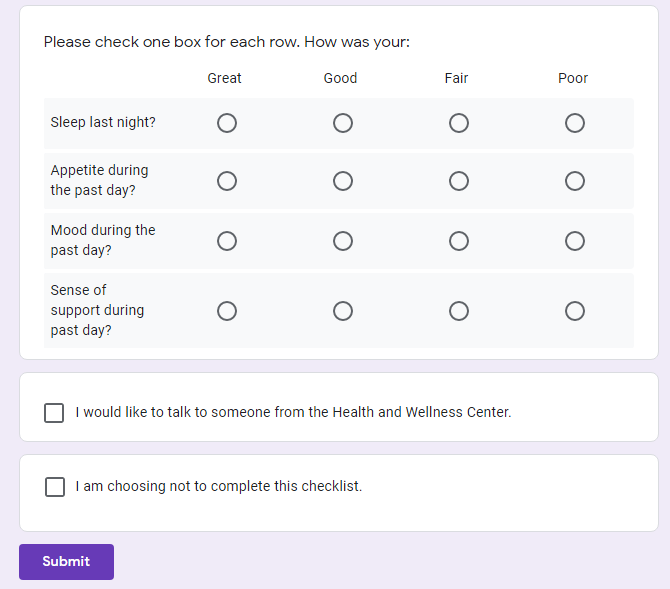 Please check one box for each row. How was your:
Great Good Fair Poor
Sleep last night?
Appetite during
the past day?
Mood during the
past day?
Sense of
support during
past day?
I would like to talk to someone from the Health and Wellness Center.
I am choosing not to complete this checklist.
Submit